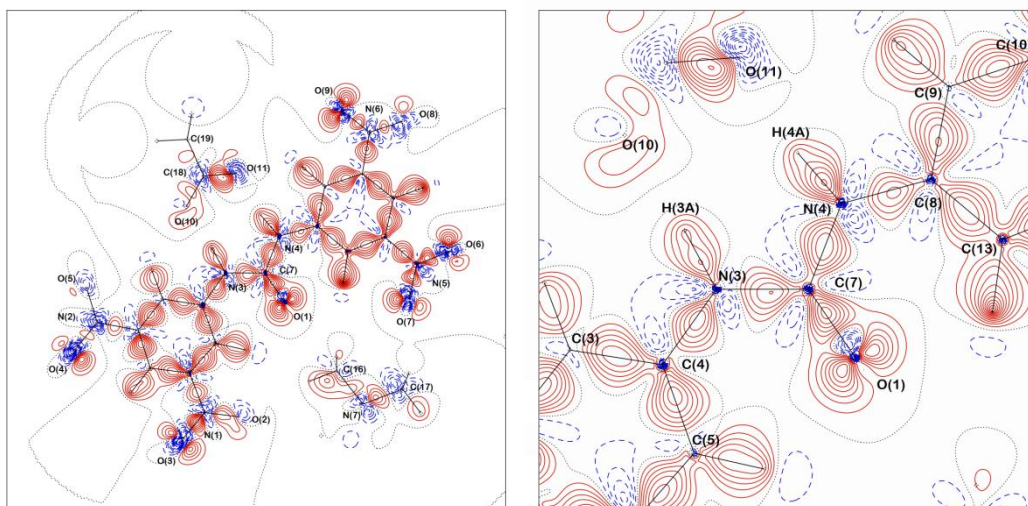 O(9)
N(6)
O(8)
C(19)
C(18)
O(11)
O(10)
N(4)
O(6)
O(5)
N(3)
C(7)
N(5)
O(1)
O(7)
N(2)
O(4)
C(16)
C(17)
N(7)
O(2)
N(1)
O(3)
C(10)
O(11)
C(9)
O(10)
H(4A)
N(4)
C(8)
H(3A)
C(13)
N(3)
C(7)
C(3)
C(4)
O(1)
C(5)